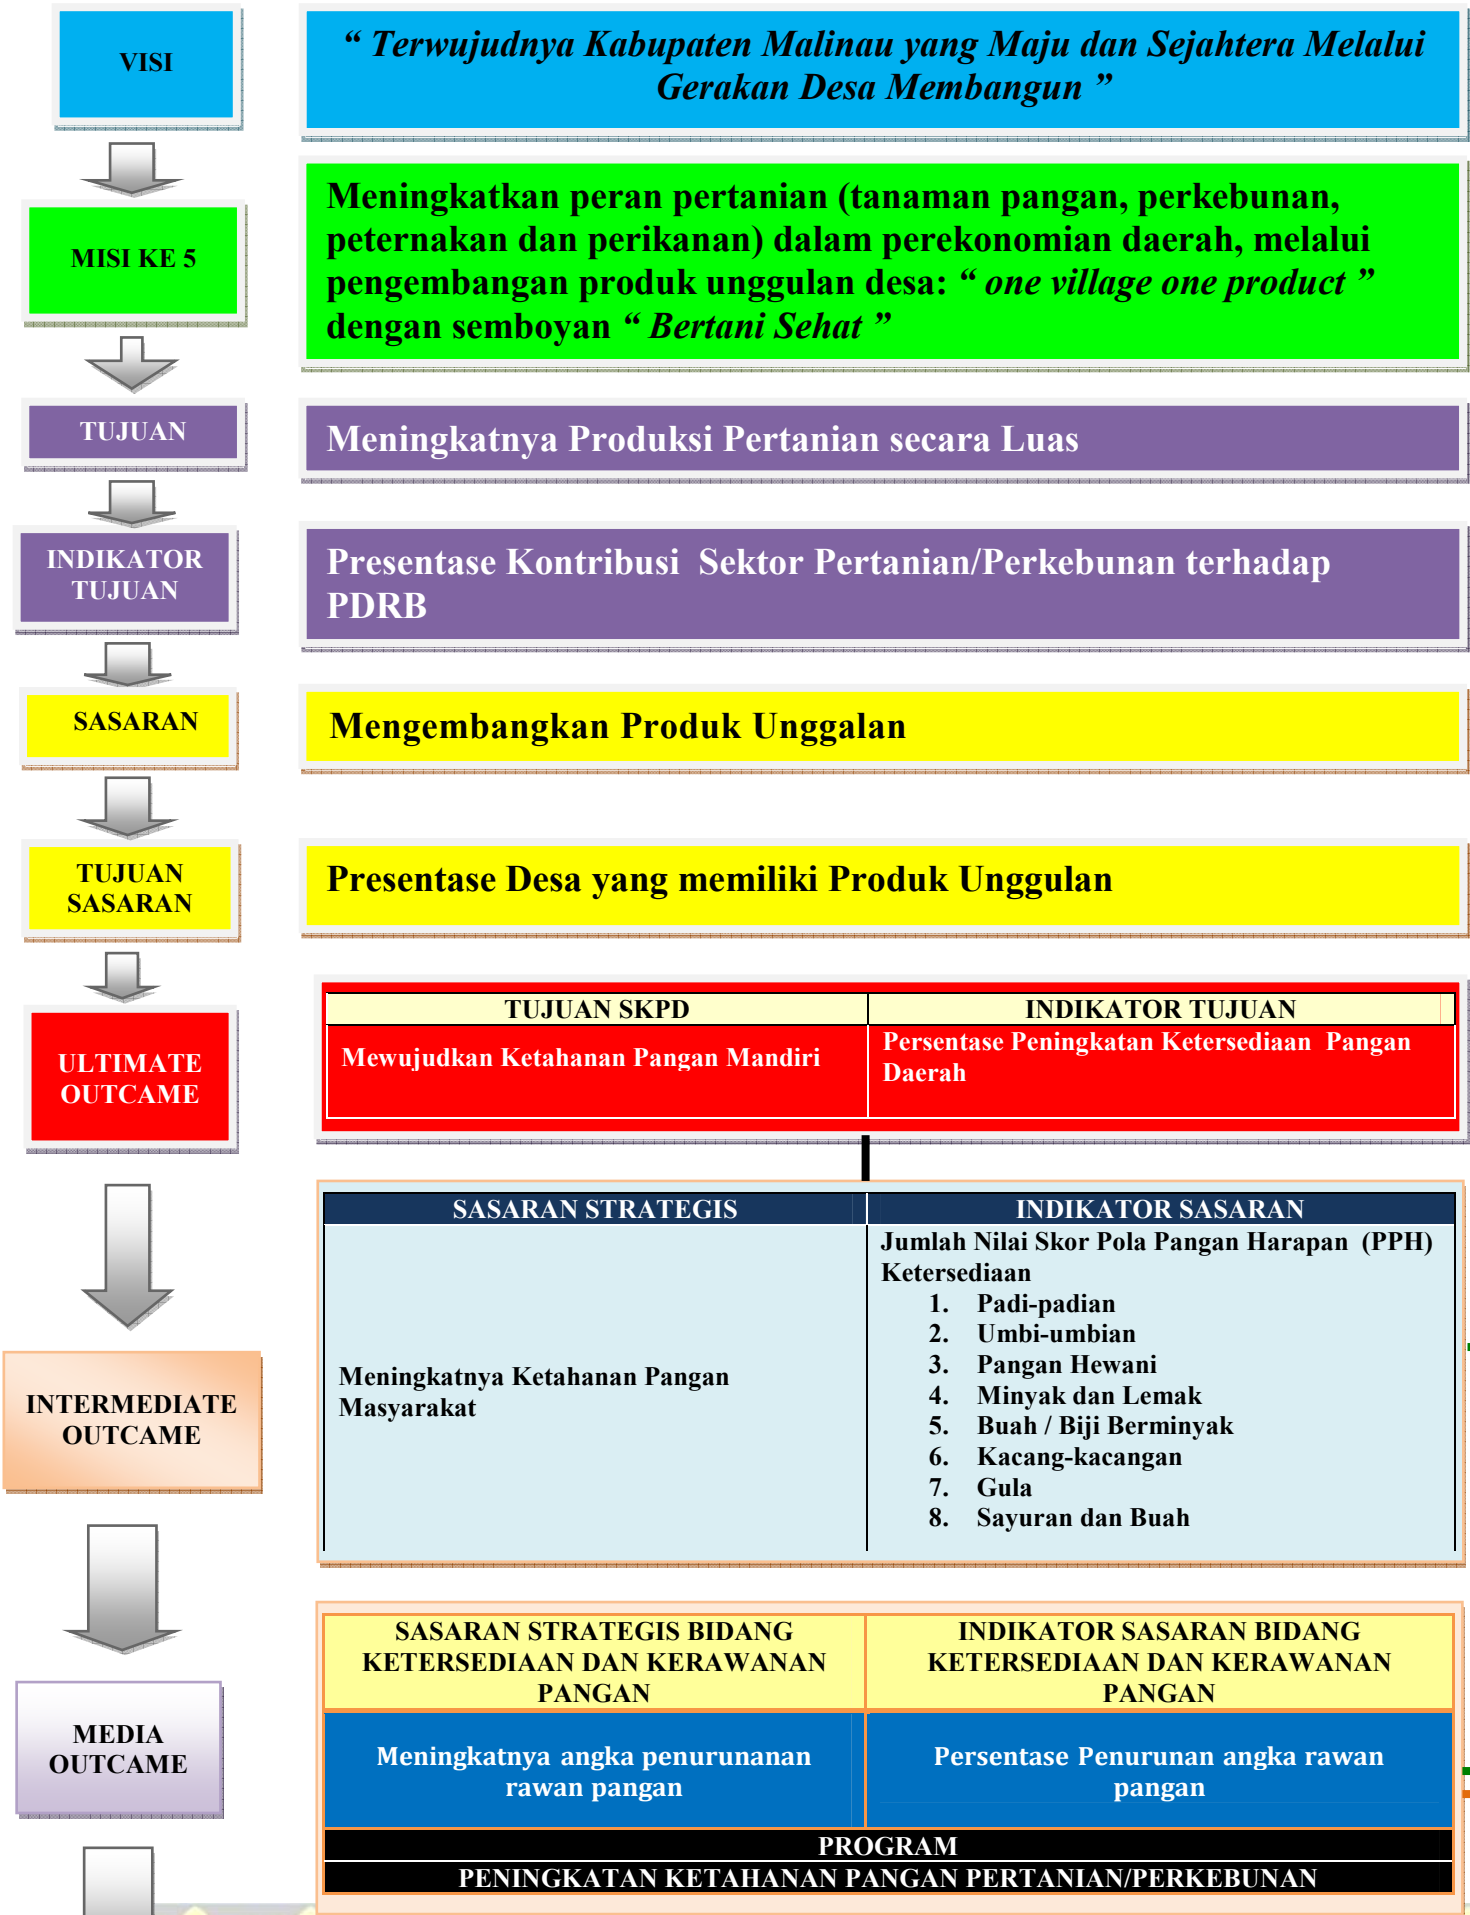 VISI
“ Terwujudnya Kabupaten Malinau yang Maju dan Sejahtera Melalui
Gerakan Desa Membangun ”
MISI KE 5
Meningkatkan peran pertanian (tanaman pangan, perkebunan,
peternakan dan perikanan) dalam perekonomian daerah, melalui
pengembangan produk unggulan desa: “ one village one product ”
dengan semboyan “ Bertani Sehat ”
TUJUAN
Meningkatnya Produksi Pertanian secara Luas
INDIKATOR
TUJUAN
Presentase Kontribusi Sektor Pertanian/Perkebunan terhadap
PDRB
SASARAN
Mengembangkan Produk Unggalan
TUJUAN
SASARAN
Presentase Desa yang memiliki Produk Unggulan
ULTIMATE
OUTCAME
TUJUAN SKPD
INDIKATOR TUJUAN
Mewujudkan Ketahanan Pangan Mandiri
Persentase Peningkatan Ketersediaan Pangan
Daerah
INTERMEDIATE
OUTCAME
SASARAN STRATEGIS
INDIKATOR SASARAN
Meningkatnya Ketahanan Pangan
Masyarakat
Jumlah Nilai Skor Pola Pangan Harapan (PPH)
Ketersediaan
1. Padi-padian
2. Umbi-umbian
3. Pangan Hewani
4. Minyak dan Lemak
5. Buah / Biji Berminyak
6. Kacang-kacangan
7. Gula
8. Sayuran dan Buah
MEDIA
OUTCAME
SASARAN STRATEGIS BIDANG
KETERSEDIAAN DAN KERAWANAN
PANGAN
INDIKATOR SASARAN BIDANG
KETERSEDIAAN DAN KERAWANAN
PANGAN
Meningkatnya angka penurunanan
rawan pangan
Persentase Penurunan angka rawan
pangan
PROGRAM
PENINGKATAN KETAHANAN PANGAN PERTANIAN/PERKEBUNAN